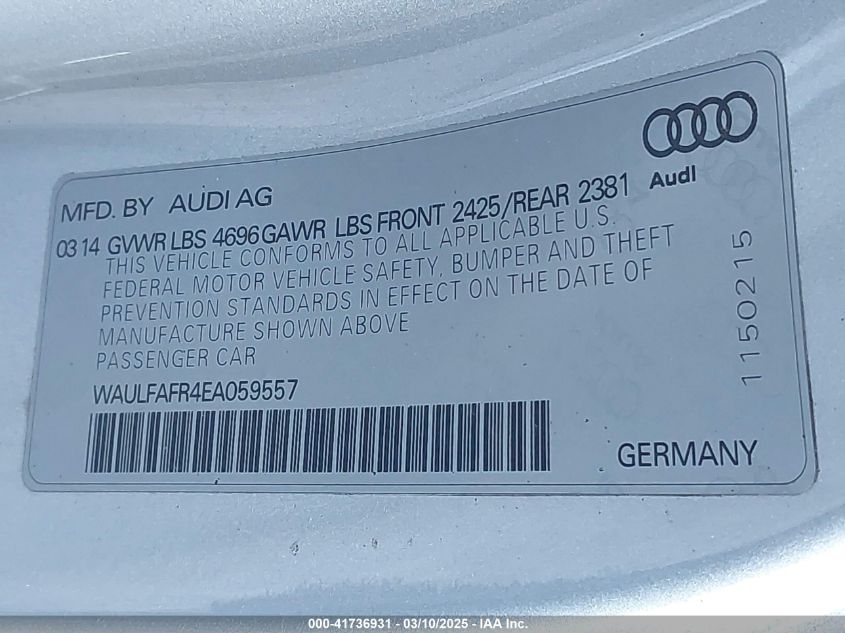 Audi
MFD. BY AUDI AG
03 14 GVWR LBS 4696 GAWR LBS FRONT 2425/REAR 2381
THIS VEHICLE CONFORMS TO ALL APPLICABLE U.S.
FEDERAL MOTOR VEHICLE SAFETY, BUMPER AND THEFT
PREVENTION STANDARDS IN EFFECT ON THE DATE OF
MANUFACTURE SHOWN ABOVE
PASSENGER CAR
WAULFAFR4EA059557
GERMANY
1150215
000-41736931 - 03/10/2025 - IAA Inc.